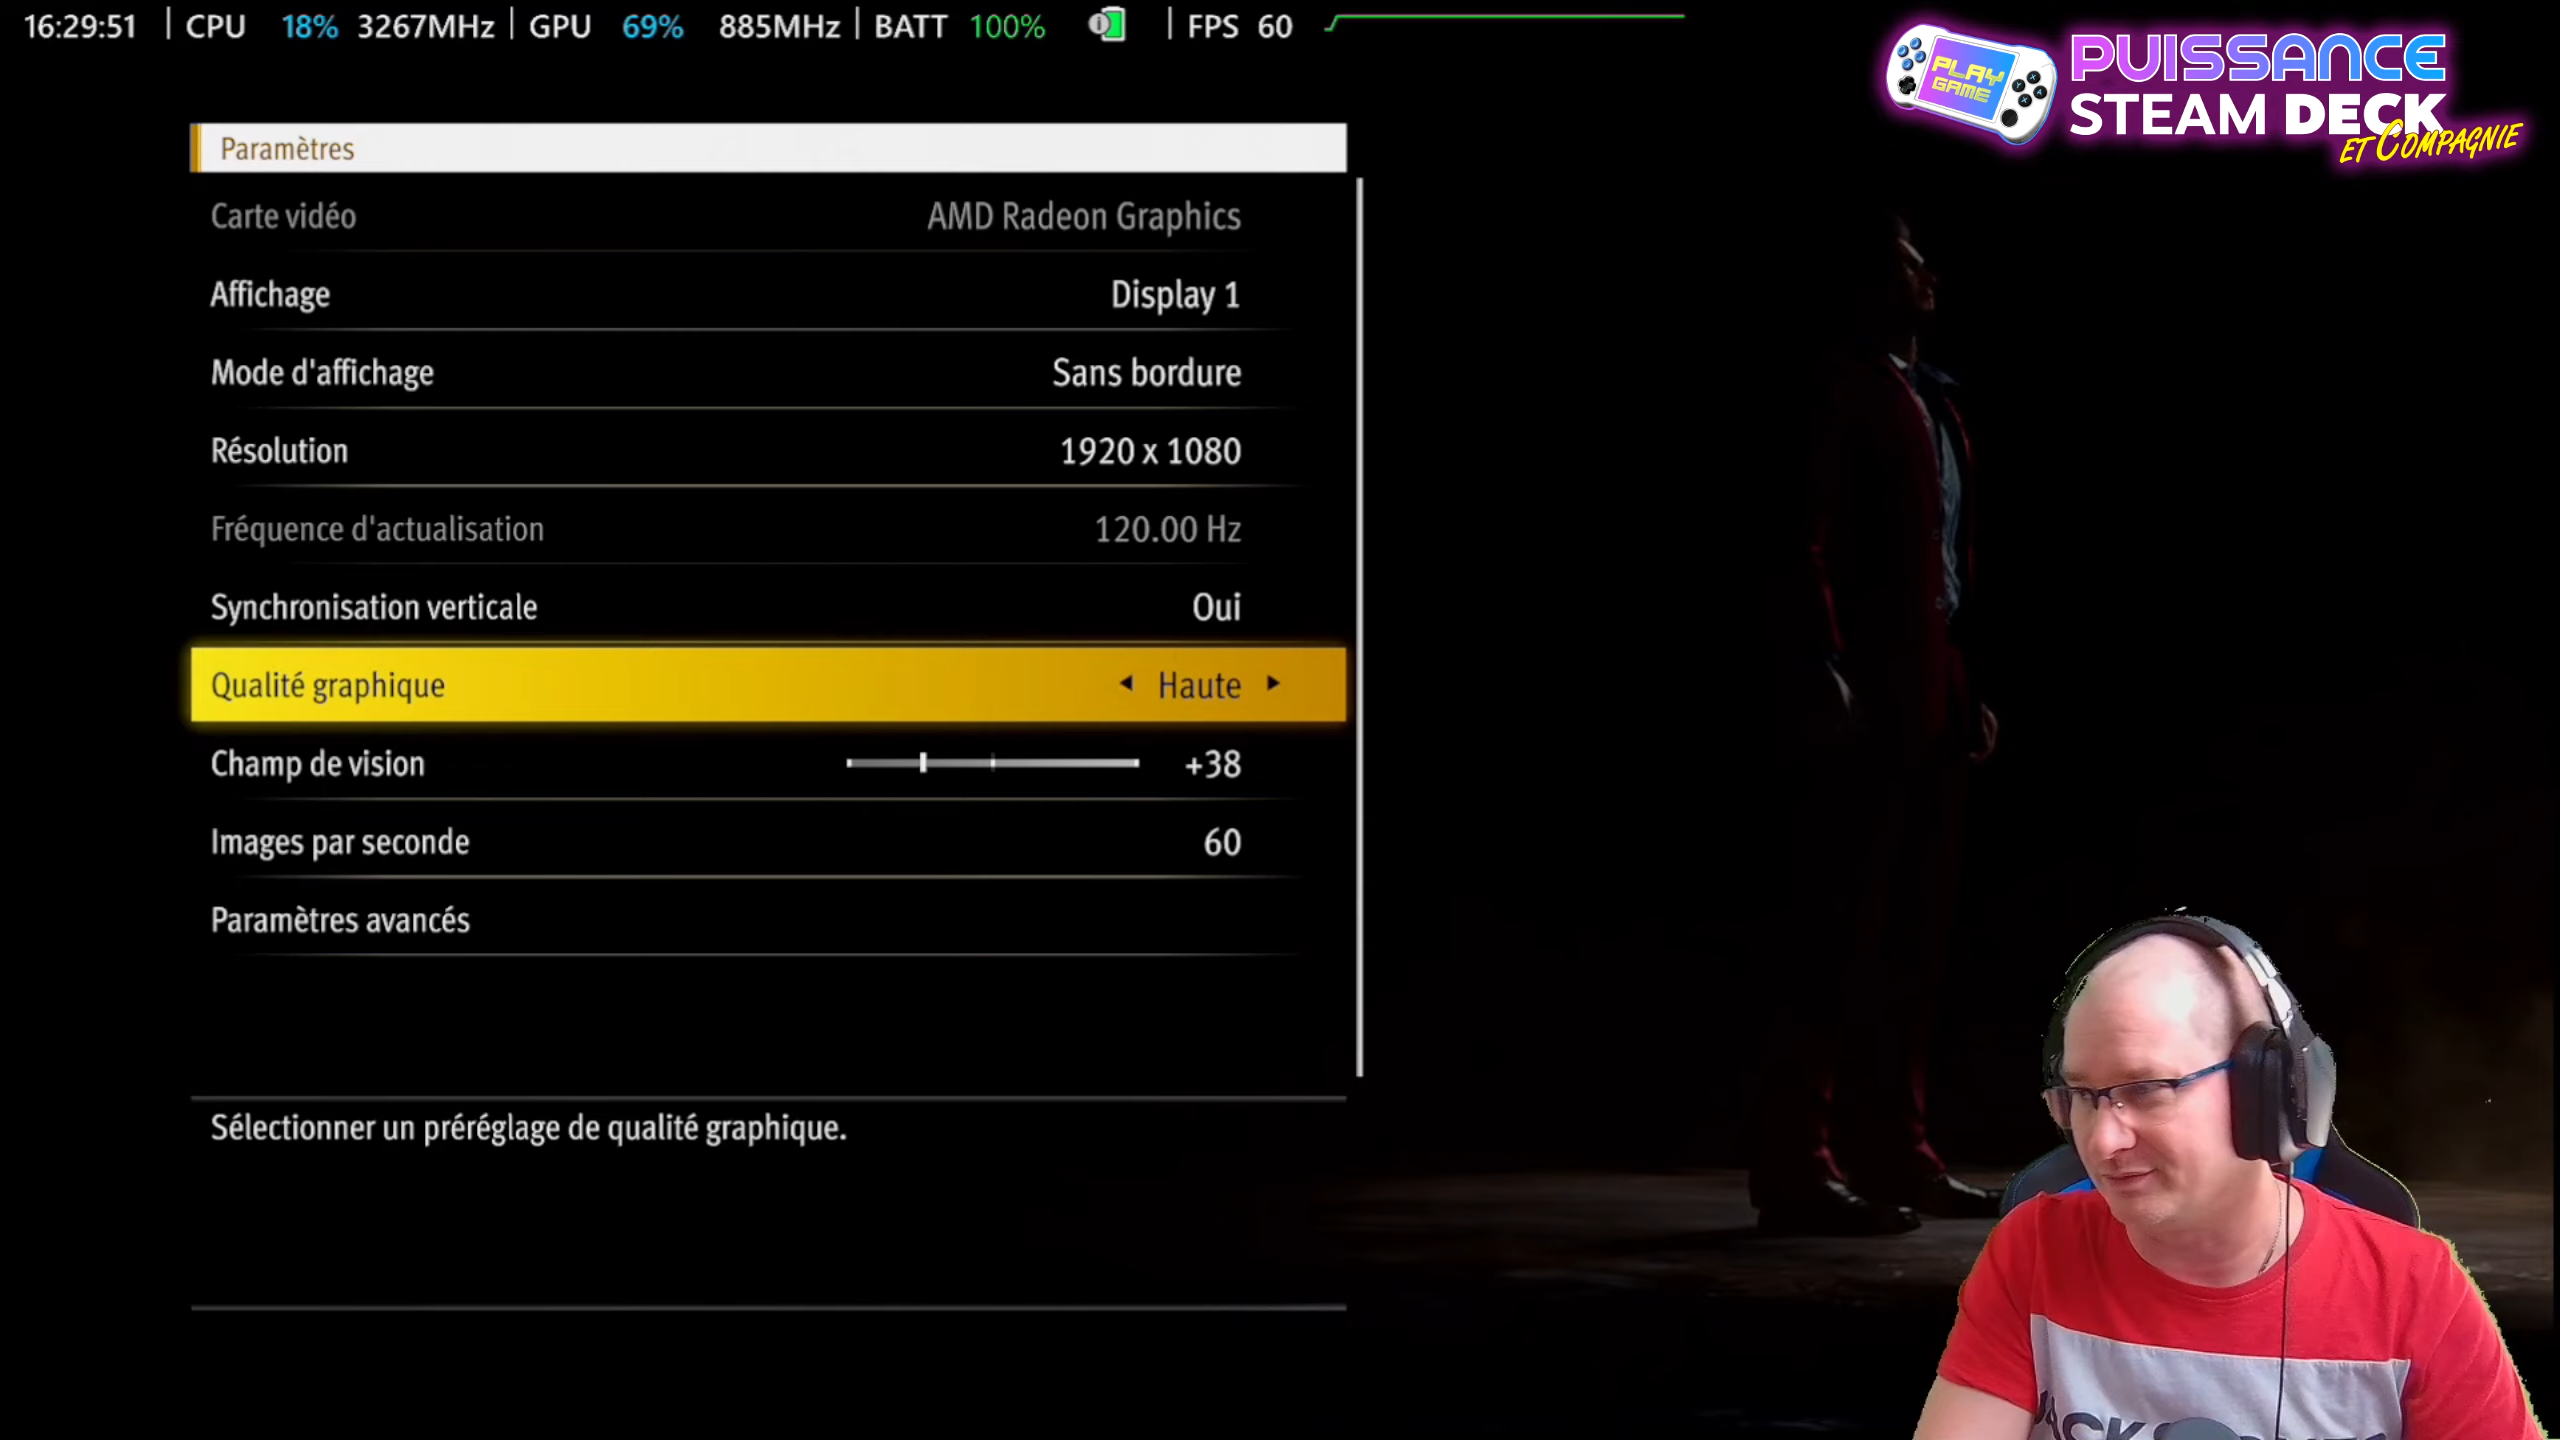 16:29:51 | CPU 18% 3267MHz | GPU 69% 885MHz | BATT 100% | FPS 60
PLAY
GAME
PUISSANCE
STEAM DECK
ET COMPAGNIE
Paramètres
Carte vidéo AMD Radeon Graphics
Affichage Display 1
Mode d'affichage Sans bordure
Résolution 1920 x 1080
Fréquence d'actualisation 120.00 Hz
Synchronisation verticale Oui
Qualité graphique Haute
Champ de vision +38
Images par seconde 60
Paramètres avancés
Sélectionner un préréglage de qualité graphique.